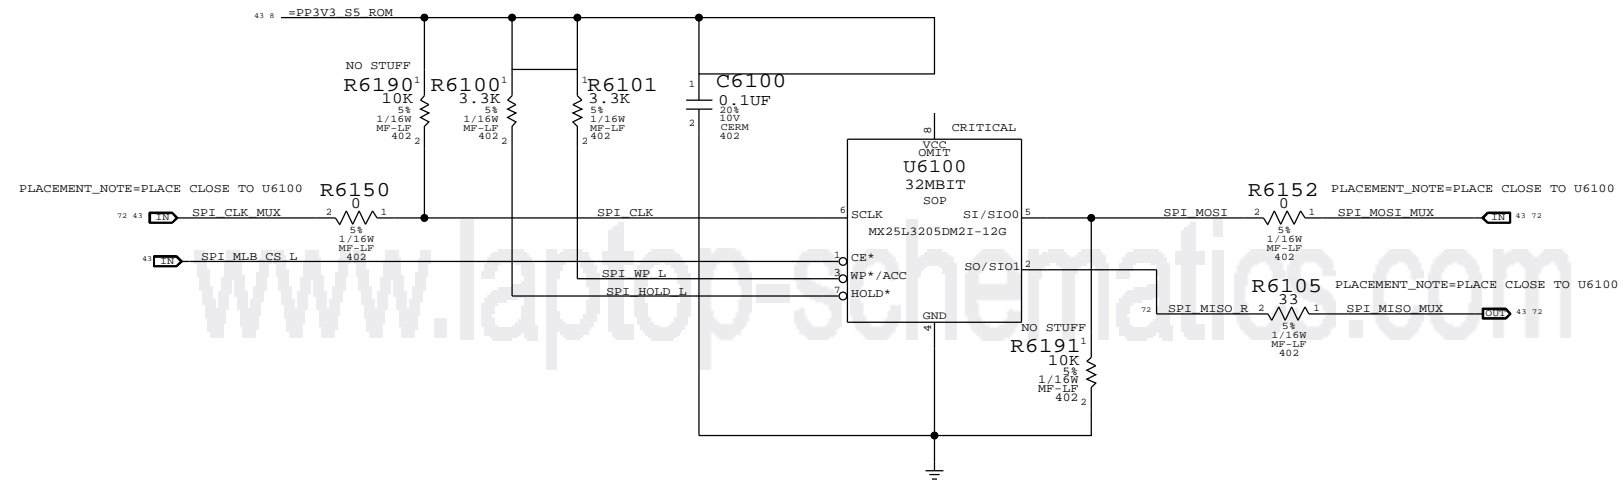 43 8 =PP3V3_S5_ROM
NO STUFF
R6190 1
10K
5%
1/16W
MF-LF
402
2
R6100 1
3.3K
5%
1/16W
MF-LF
402
2
1 R6101
3.3K
5%
1/16W
MF-LF
402
2
1 C6100
0.1UF
20%
10V
CERM
402
2
8 CRITICAL
VCC
OMIT
U6100
32MBIT
SOP
MX25L3205DM2I-12G
PLACEMENT_NOTE=PLACE CLOSE TO U6100
R6150
0
72 43 IN SPI_CLK_MUX 2 1 SPI_CLK 6 SCLK
5%
1/16W
MF-LF
402
43 IN SPI_MLB_CS_L 1 CE*
SPI_WP_L 3 WP*/ACC
SPI_HOLD_L 7 HOLD*
GND
4
SI/SIO0 5 SPI_MOSI 2 1 SPI_MOSI_MUX IN 43 72
R6152
0
PLACEMENT_NOTE=PLACE CLOSE TO U6100
5%
1/16W
MF-LF
402
SO/SIO1 2
R6105
33
PLACEMENT_NOTE=PLACE CLOSE TO U6100
72 SPI_MISO_R 2 1 SPI_MISO_MUX OUT 43 72
5%
1/16W
MF-LF
402
NO STUFF
R6191 1
10K
5%
1/16W
MF-LF
402
2
www.laptop-schematics.com